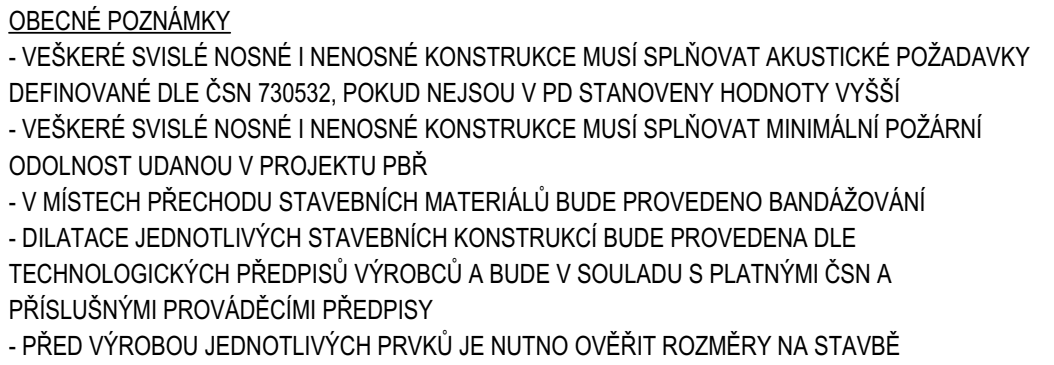 OBECNÉ POZNÁMKY
- VEŠKERÉ SVISLÉ NOSNÉ I NENOSNÉ KONSTRUKCE MUSÍ SPLŇOVAT AKUSTICKÉ POŽADAVKY
DEFINOVANÉ DLE ČSN 730532, POKUD NEJSOU V PD STANOVENY HODNOTY VYŠŠÍ
- VEŠKERÉ SVISLÉ NOSNÉ I NENOSNÉ KONSTRUKCE MUSÍ SPLŇOVAT MINIMÁLNÍ POŽÁRNÍ
ODOLNOST UDANOU V PROJEKTU PBŘ
- V MÍSTECH PŘECHODU STAVEBNÍCH MATERIÁLŮ BUDE PROVEDENO BANDÁŽOVÁNÍ
- DILATACE JEDNOTLIVÝCH STAVEBNÍCH KONSTRUKCÍ BUDE PROVEDENA DLE
TECHNOLOGICKÝCH PŘEDPISŮ VÝROBCŮ A BUDE V SOULADU S PLATNÝMI ČSN A
PŘÍSLUŠNÝMI PROVÁDĚCÍMI PŘEDPISY
- PŘED VÝROBOU JEDNOTLIVÝCH PRVKŮ JE NUTNO OVĚŘIT ROZMĚRY NA STAVBĚ